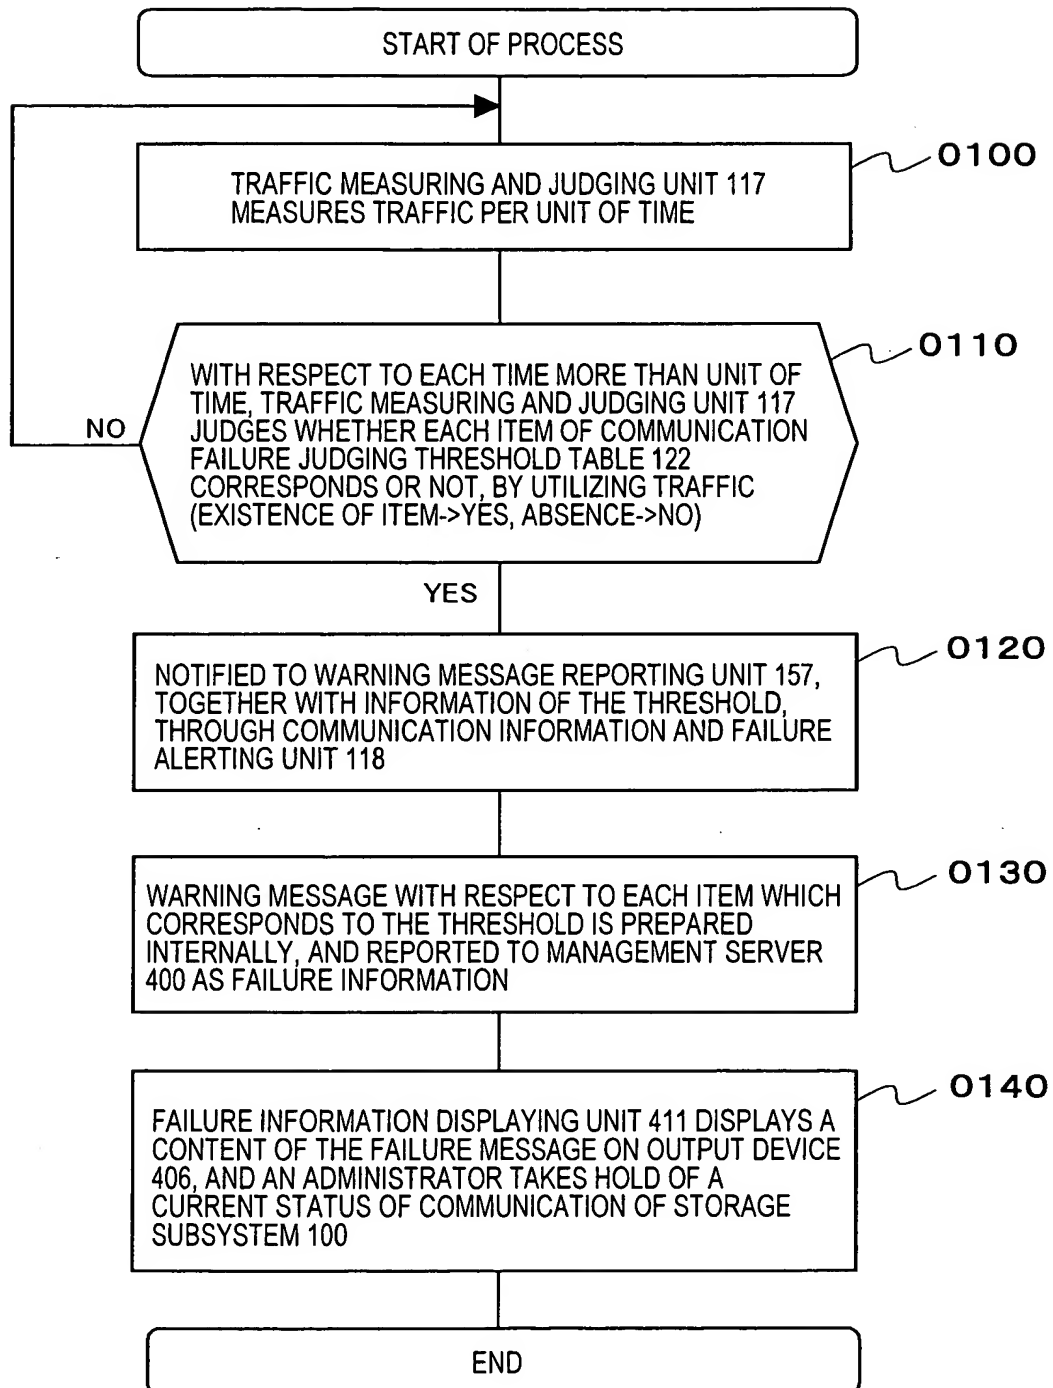 START OF PROCESS
0100
TRAFFIC MEASURING AND JUDGING UNIT 117
MEASURES TRAFFIC PER UNIT OF TIME
0110
WITH RESPECT TO EACH TIME MORE THAN UNIT OF
TIME, TRAFFIC MEASURING AND JUDGING UNIT 117
JUDGES WHETHER EACH ITEM OF COMMUNICATION
FAILURE JUDGING THRESHOLD TABLE 122
CORRESPONDS OR NOT, BY UTILIZING TRAFFIC
(EXISTENCE OF ITEM->YES, ABSENCE->NO)
NO
YES
0120
NOTIFIED TO WARNING MESSAGE REPORTING UNIT 157,
TOGETHER WITH INFORMATION OF THE THRESHOLD,
THROUGH COMMUNICATION INFORMATION AND FAILURE
ALERTING UNIT 118
0130
WARNING MESSAGE WITH RESPECT TO EACH ITEM WHICH
CORRESPONDS TO THE THRESHOLD IS PREPARED
INTERNALLY, AND REPORTED TO MANAGEMENT SERVER
400 AS FAILURE INFORMATION
0140
FAILURE INFORMATION DISPLAYING UNIT 411 DISPLAYS A
CONTENT OF THE FAILURE MESSAGE ON OUTPUT DEVICE
406, AND AN ADMINISTRATOR TAKES HOLD OF A
CURRENT STATUS OF COMMUNICATION OF STORAGE
SUBSYSTEM 100
END